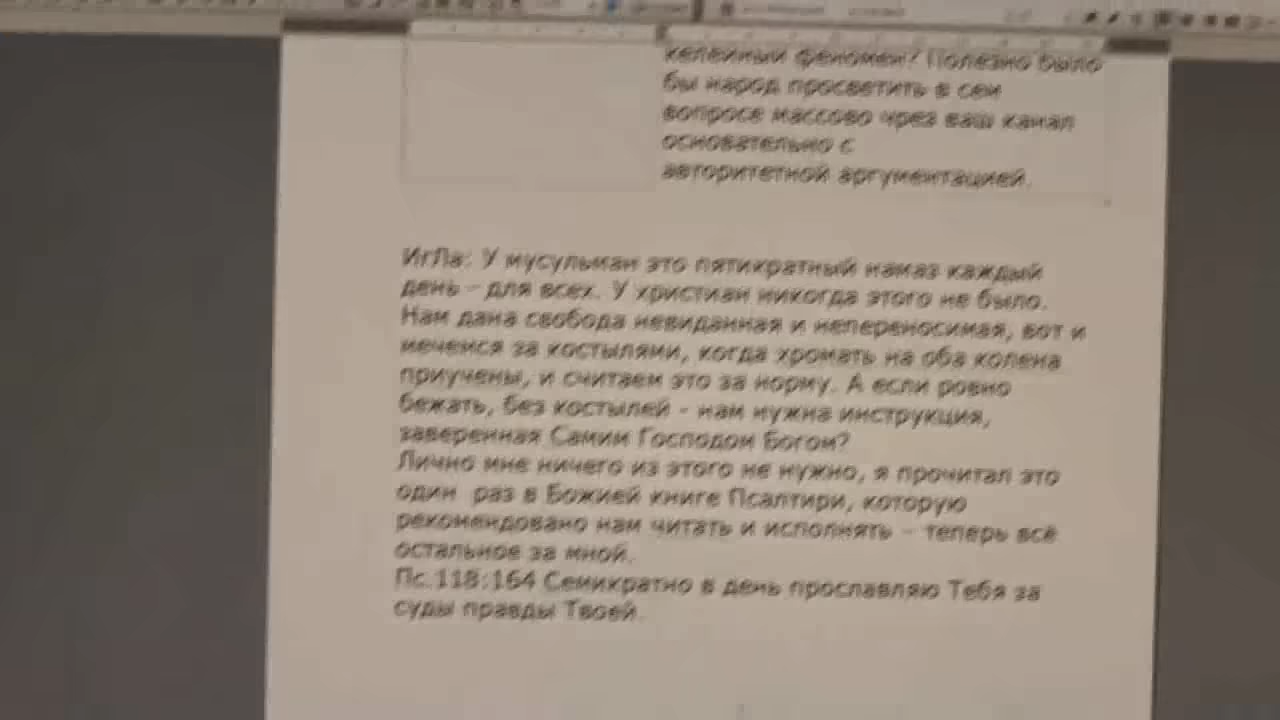 келейный феномен? Полезно было
бы народ просветить в сем
вопросе массово чрез ваш канал
основательно с
авторитетной аргументацией.
ИгЛа: У мусульман это пятикратный намаз каждый
день - для всех. У христиан никогда этого не было.
Нам дана свобода невиданная и непереносимая, вот и
мечемся за костылями, когда хромать на оба колена
приучены, и считаем это за норму. А если ровно
бежать, без костылей - нам нужна инструкция,
заверенная Самим Господом Богом?
Лично мне ничего из этого не нужно, я прочитал это
один раз в Божией книге Псалтири, которую
рекомендовано нам читать и исполнять - теперь всё
остальное за мной.
Пс.118:164 Семикратно в день прославляю Тебя за
суды правды Твоей.